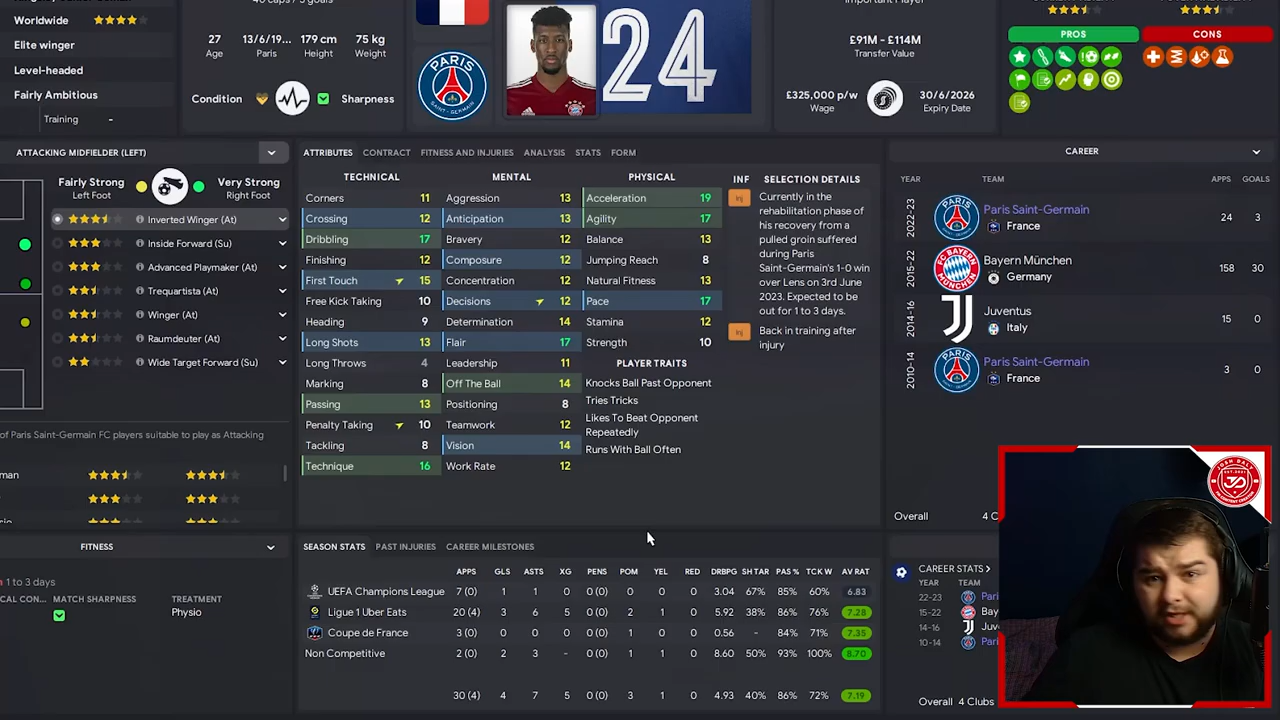 Worldwide
Elite winger
Level-headed
Fairly Ambitious
Training -
27
Age
13/6/19...
Paris
179 cm
Height
75 kg
Weight
Condition
Sharpness
PARIS
SAINT-GERMAIN
24
£91M - £114M
Transfer Value
£325,000 p/w
Wage
30/6/2026
Expiry Date
PROS
CONS
ATTACKING MIDFIELDER (LEFT)
Fairly Strong
Left Foot
Very Strong
Right Foot
Inverted Winger (At)
Inside Forward (Su)
Advanced Playmaker (At)
Trequartista (At)
Winger (At)
Raumdeuter (At)
Wide Target Forward (Su)
of Paris Saint-Germain FC players suitable to play as Attacking
FITNESS
1 to 3 days
CAL CON...
MATCH SHARPNESS
TREATMENT
Physio
ATTRIBUTES CONTRACT FITNESS AND INJURIES ANALYSIS STATS FORM
TECHNICAL
Corners 11
Crossing 12
Dribbling 17
Finishing 12
First Touch 15
Free Kick Taking 10
Heading 9
Long Shots 13
Long Throws 4
Marking 8
Passing 13
Penalty Taking 10
Tackling 8
Technique 16
MENTAL
Aggression 13
Anticipation 13
Bravery 12
Composure 12
Concentration 12
Decisions 12
Determination 14
Flair 17
Leadership 11
Off The Ball 14
Positioning 8
Teamwork 12
Vision 14
Work Rate 12
PHYSICAL
Acceleration 19
Agility 17
Balance 13
Jumping Reach 8
Natural Fitness 13
Pace 17
Stamina 12
Strength 10
PLAYER TRAITS
Knocks Ball Past Opponent
Tries Tricks
Likes To Beat Opponent
Repeatedly
Runs With Ball Often
INF
SELECTION DETAILS
Inj
Currently in the
rehabilitation phase of
his recovery from a
pulled groin suffered
during Paris
Saint-Germain's 1-0 win
over Lens on 3rd June
2023. Expected to be
out for 1 to 3 days.
Inj
Back in training after
injury
CAREER
YEAR TEAM APPS GOALS
2022-23 Paris Saint-Germain 24 3
France
2015-22 Bayern München 158 30
Germany
2014-16 Juventus 15 0
Italy
2010-14 Paris Saint-Germain 3 0
France
Overall 4 C
SEASON STATS PAST INJURIES CAREER MILESTONES
APPS GLS ASTS XG PENS POM YEL RED DRBPG SH TAR PAS % TCK W AV RAT
UEFA Champions League 7 (0) 1 1 0 0 (0) 0 0 0 3.04 67% 85% 60% 6.83
Ligue 1 Uber Eats 20 (4) 3 6 5 0 (0) 2 1 0 5.92 38% 86% 76% 7.28
Coupe de France 3 (0) 0 0 0 0 (0) 1 0 0 0.56 - 84% 71% 7.35
Non Competitive 2 (0) 2 3 - 0 (0) 1 1 0 8.60 50% 93% 100% 8.70
30 (4) 4 7 5 0 (0) 3 1 0 4.93 40% 86% 72% 7.19
CAREER STATS
YEAR TEAM
22-23 Pari
15-22 Bay
14-16 Juv
10-14 Pari
Overall 4 Clubs
JOSH DALY
JD